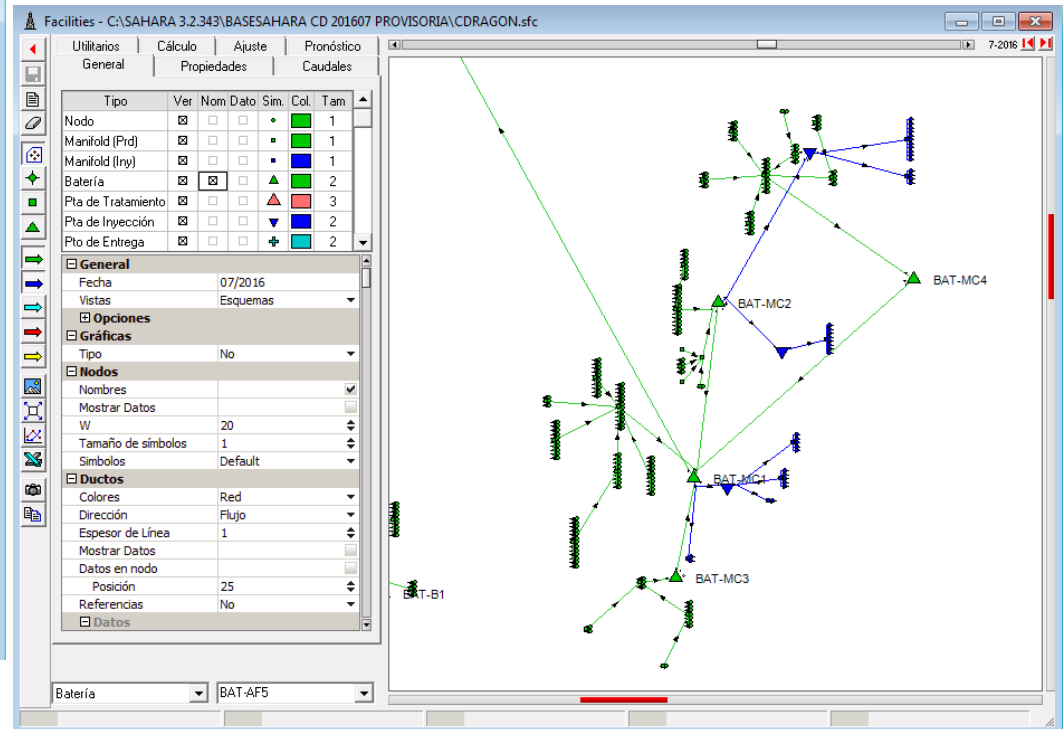 Facilities - C:\SAHARA 3.2.343\BASESAHARA CD 201607 PROVISORIA\CDRAGON.sfc
Utilitarios Cálculo Ajuste Pronóstico
General Propiedades Caudales
7-2016
Tipo Ver Nom Dato Sim. Col. Tam
Nodo 1
Manifold (Prd) 1
Manifold (Iny) 1
Batería 2
Pta de Tratamiento 3
Pta de Inyección 2
Pto de Entrega 2
General
Fecha 07/2016
Vistas Esquemas
Opciones
Gráficas
Tipo No
Nodos
Nombres
Mostrar Datos
W 20
Tamaño de símbolos 1
Simbolos Default
Ductos
Colores Red
Dirección Flujo
Espesor de Línea 1
Mostrar Datos
Datos en nodo
Posición 25
Referencias No
Datos
Batería BAT-AF5
BAT-MC4
BAT-MC2
BAT-MC1
BAT-MC3
BAT-B1